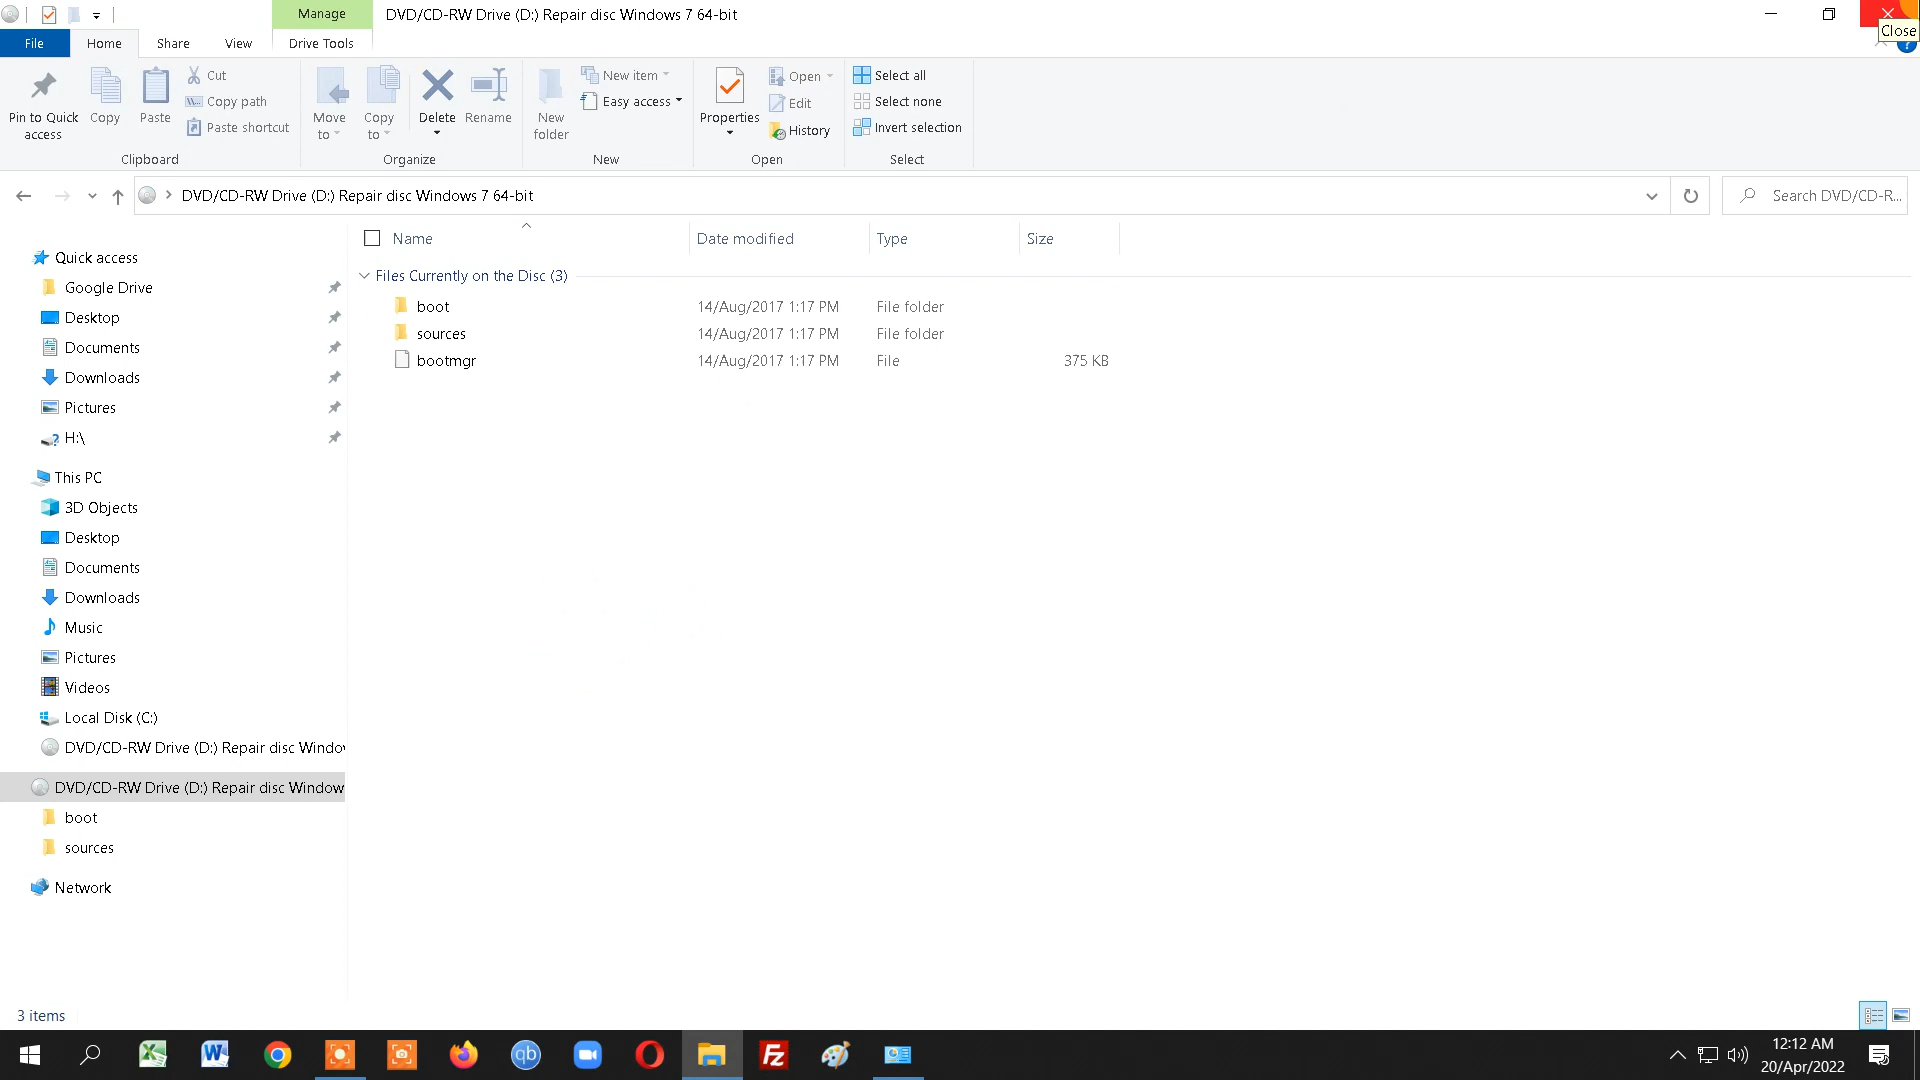 Manage
DVD/CD-RW Drive (D:) Repair disc Windows 7 64-bit
Close
File
Home
Share
View
Drive Tools
Pin to Quick access
Copy
Paste
Cut
Copy path
Paste shortcut
Clipboard
Move to
Copy to
Delete
Rename
Organize
New folder
New item
Easy access
New
Properties
Open
Edit
History
Open
Select all
Select none
Invert selection
Select
DVD/CD-RW Drive (D:) Repair disc Windows 7 64-bit
Search DVD/CD-R...
Name
Date modified
Type
Size
Files Currently on the Disc (3)
boot 14/Aug/2017 1:17 PM File folder
sources 14/Aug/2017 1:17 PM File folder
bootmgr 14/Aug/2017 1:17 PM File 375 KB
Quick access
Google Drive
Desktop
Documents
Downloads
Pictures
H:\
This PC
3D Objects
Desktop
Documents
Downloads
Music
Pictures
Videos
Local Disk (C:)
DVD/CD-RW Drive (D:) Repair disc Windov
DVD/CD-RW Drive (D:) Repair disc Window
boot
sources
Network
3 items
qb
Fz
12:12 AM
20/Apr/2022